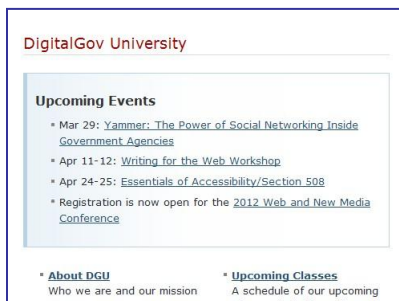 DigitalGov University
Upcoming Events
Mar 29: Yammer: The Power of Social Networking Inside
Government Agencies
Apr 11-12: Writing for the Web Workshop
Apr 24-25: Essentials of Accessibility/Section 508
Registration is now open for the 2012 Web and New Media
Conference
About DGU
Who we are and our mission
Upcoming Classes
A schedule of our upcoming